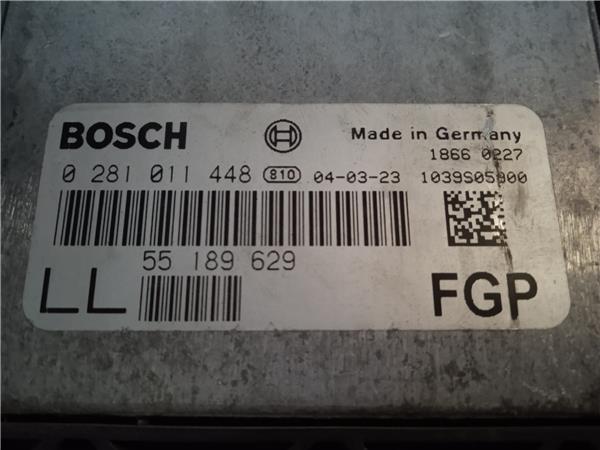 BOSCH Made in Germany
1866 0227
0 281 011 448 810 04-03-23 1039S05900
55 189 629
LL FGP